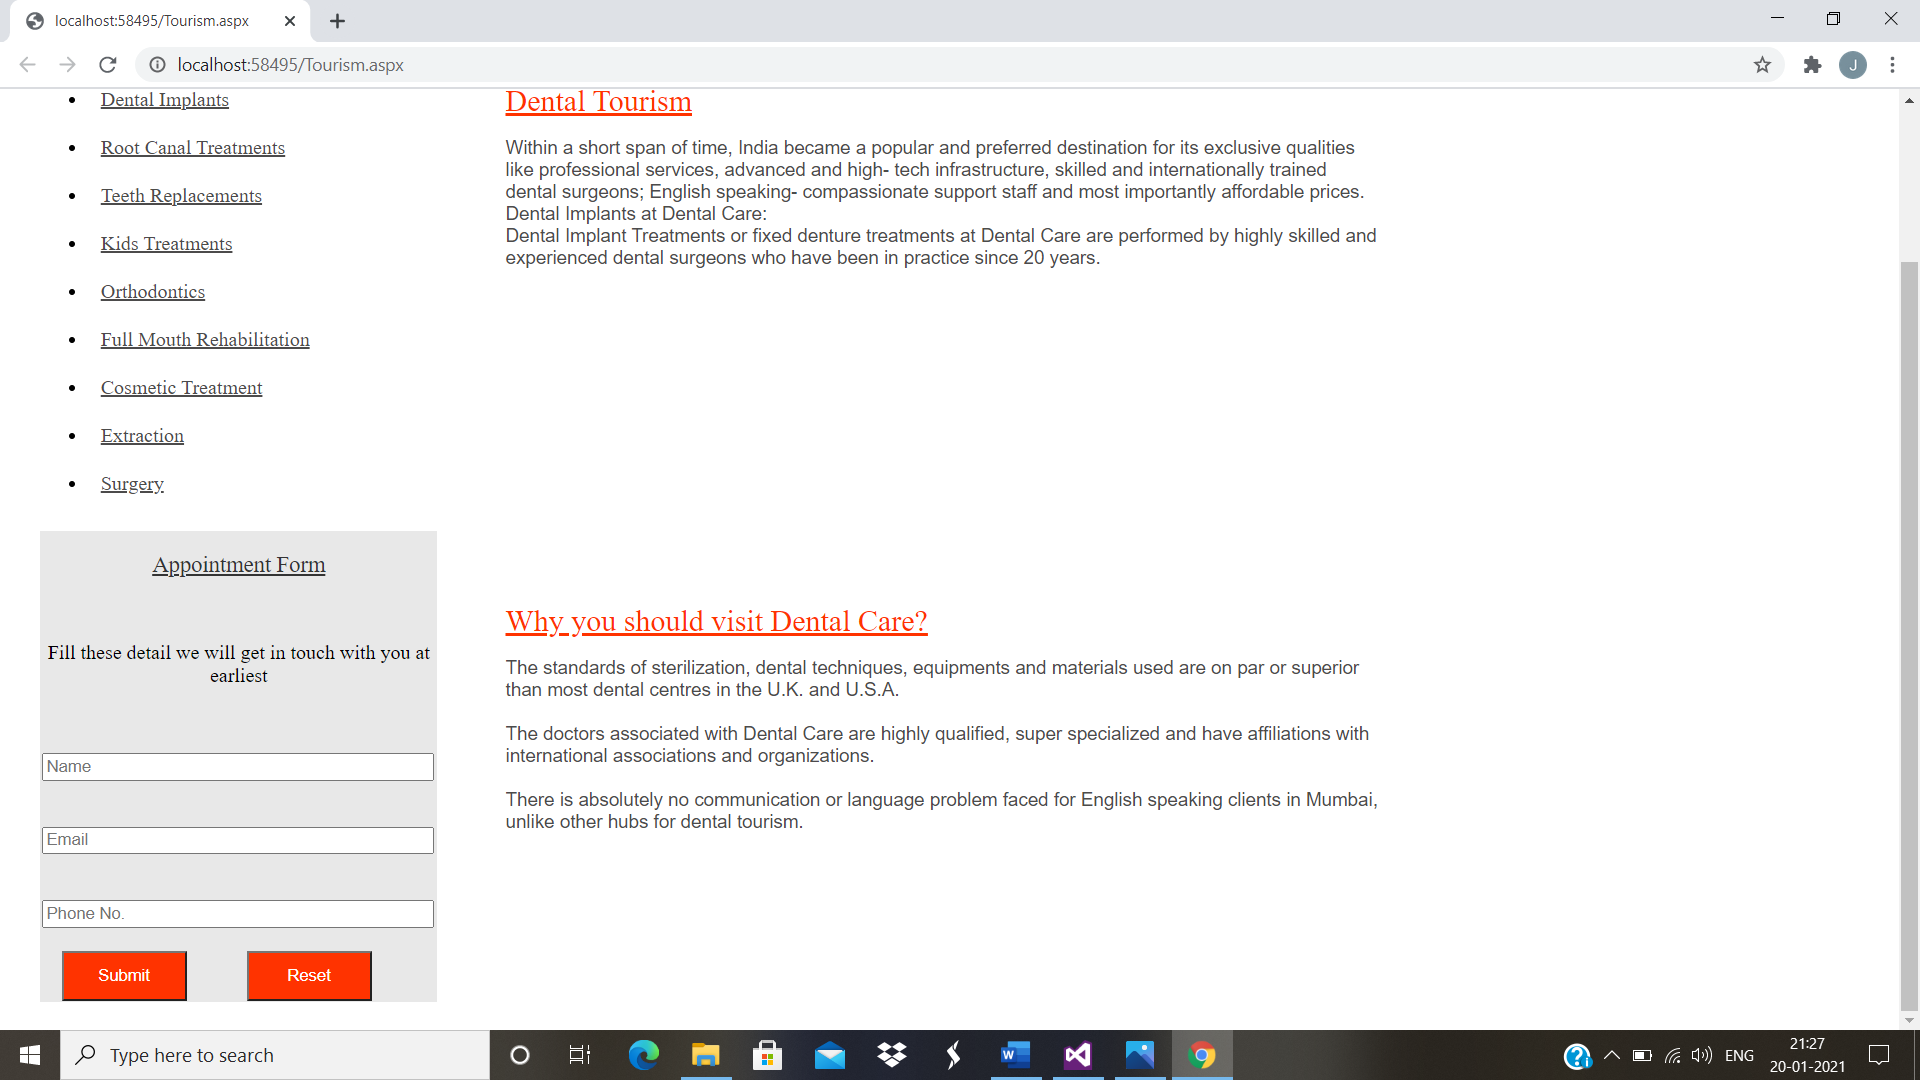 localhost:58495/Tourism.aspx
localhost:58495/Tourism.aspx
J
Dental Implants
Root Canal Treatments
Teeth Replacements
Kids Treatments
Orthodontics
Full Mouth Rehabilitation
Cosmetic Treatment
Extraction
Surgery
Appointment Form
Fill these detail we will get in touch with you at
earliest
Name
Email
Phone No.
Submit Reset
Dental Tourism
Within a short span of time, India became a popular and preferred destination for its exclusive qualities
like professional services, advanced and high- tech infrastructure, skilled and internationally trained
dental surgeons; English speaking- compassionate support staff and most importantly affordable prices.
Dental Implants at Dental Care:
Dental Implant Treatments or fixed denture treatments at Dental Care are performed by highly skilled and
experienced dental surgeons who have been in practice since 20 years.
Why you should visit Dental Care?
The standards of sterilization, dental techniques, equipments and materials used are on par or superior
than most dental centres in the U.K. and U.S.A.
The doctors associated with Dental Care are highly qualified, super specialized and have affiliations with
international associations and organizations.
There is absolutely no communication or language problem faced for English speaking clients in Mumbai,
unlike other hubs for dental tourism.
Type here to search
W
ENG
21:27
20-01-2021